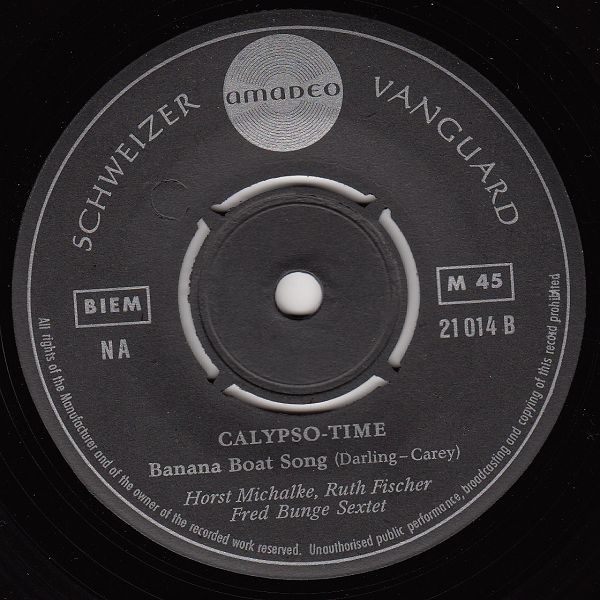 SCHWEIZER
amadeo
VANGUARD
BIEM
NA
M 45
21 014 B
CALYPSO-TIME
Banana Boat Song (Darling–Carey)
Horst Michalke, Ruth Fischer
Fred Bunge Sextet
All rights of the Manufacturer and of the owner of the recorded work reserved. Unauthorised public performance, broadcasting and copying of this record prohibited